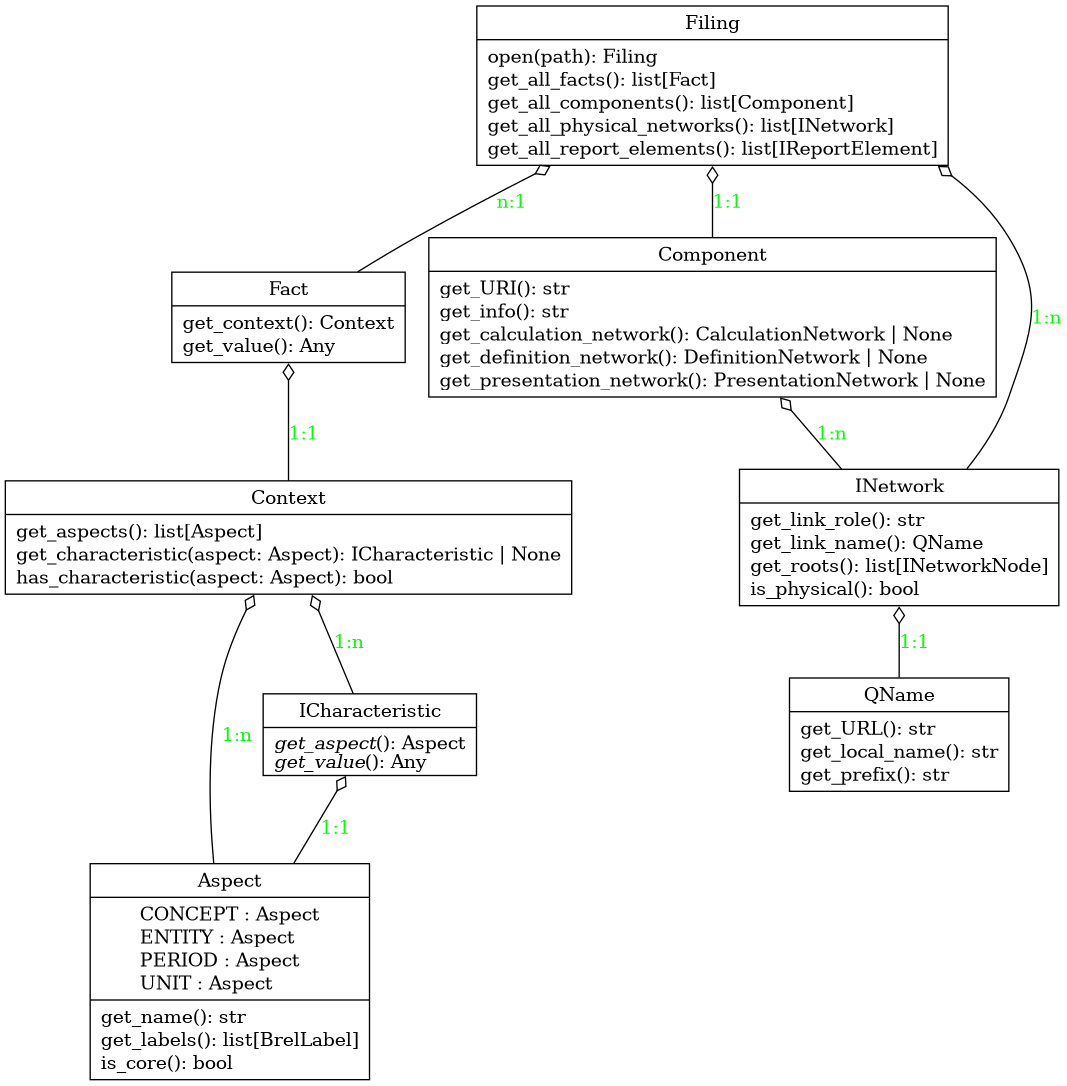 Filing
open(path): Filing
get_all_facts(): list[Fact]
get_all_components(): list[Component]
get_all_physical_networks(): list[INetwork]
get_all_report_elements(): list[IReportElement]
n:1
1:1
1:n
Fact
get_context(): Context
get_value(): Any
Component
get_URI(): str
get_info(): str
get_calculation_network(): CalculationNetwork | None
get_definition_network(): DefinitionNetwork | None
get_presentation_network(): PresentationNetwork | None
1:1
1:n
Context
get_aspects(): list[Aspect]
get_characteristic(aspect: Aspect): ICharacteristic | None
has_characteristic(aspect: Aspect): bool
INetwork
get_link_role(): str
get_link_name(): QName
get_roots(): list[INetworkNode]
is_physical(): bool
1:n
1:1
ICharacteristic
get_aspect(): Aspect
get_value(): Any
QName
get_URL(): str
get_local_name(): str
get_prefix(): str
1:n
1:1
Aspect
CONCEPT : Aspect
ENTITY : Aspect
PERIOD : Aspect
UNIT : Aspect
get_name(): str
get_labels(): list[BrelLabel]
is_core(): bool